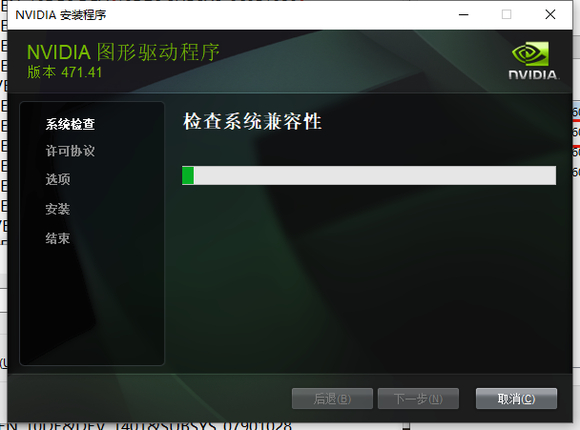 NVIDIA 安装程序
NVIDIA 图形驱动程序
版本 471.41
NVIDIA.
系统检查
检查系统兼容性
许可协议
选项
安装
结束
后退(B)
下一步(N)
取消(C)